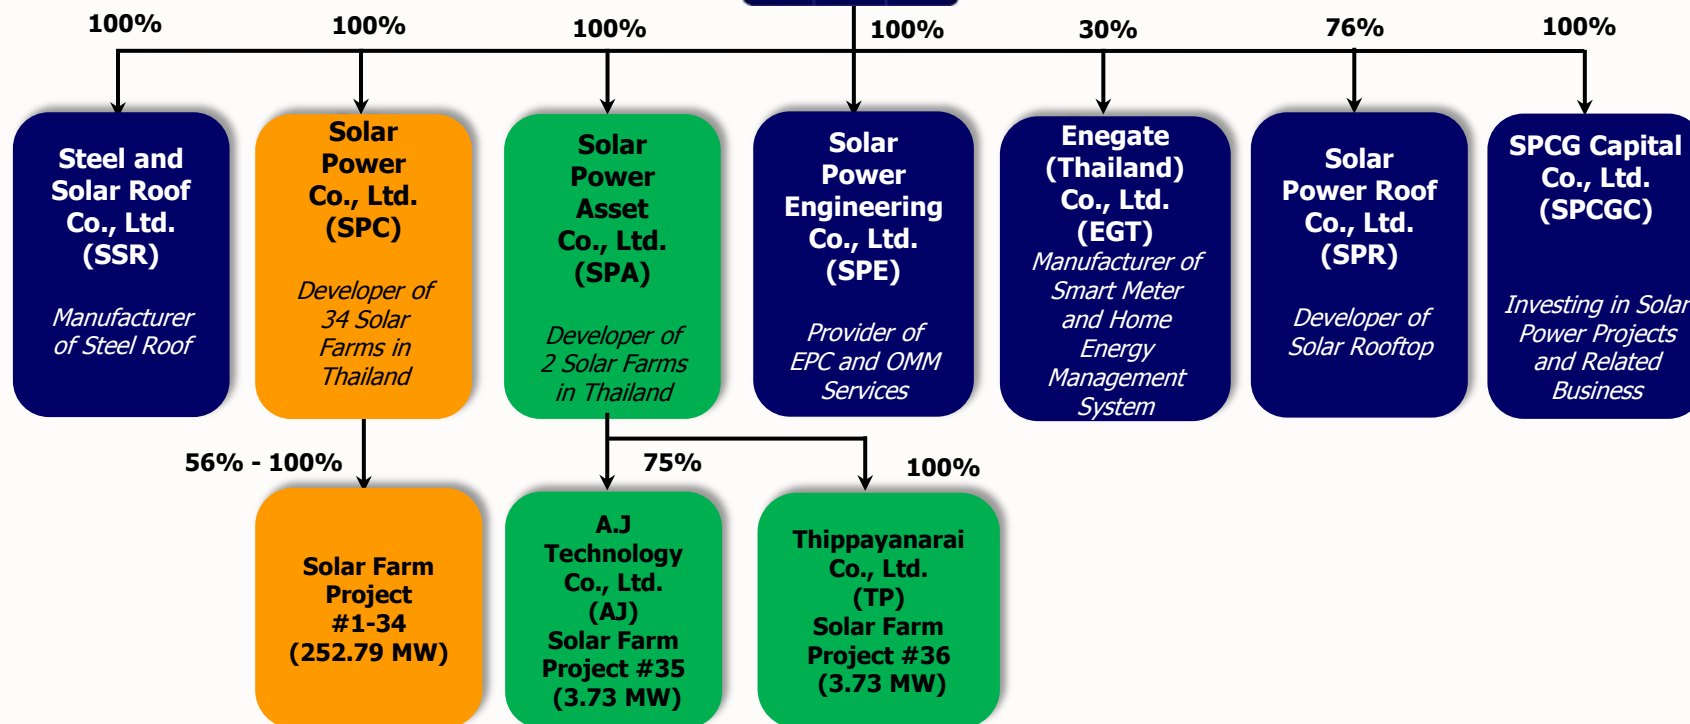 100%
100%
100%
100%
30%
76%
100%
Steel and
Solar Roof
Co., Ltd.
(SSR)
Manufacturer
of Steel Roof
Solar
Power
Co., Ltd.
(SPC)
Developer of
34 Solar
Farms in
Thailand
Solar
Power
Asset
Co., Ltd.
(SPA)
Developer of
2 Solar Farms
in Thailand
Solar
Power
Engineering
Co., Ltd.
(SPE)
Provider of
EPC and OMM
Services
Enegate
(Thailand)
Co., Ltd.
(EGT)
Manufacturer of
Smart Meter
and Home
Energy
Management
System
Solar
Power Roof
Co., Ltd.
(SPR)
Developer of
Solar Rooftop
SPCG Capital
Co., Ltd.
(SPCGC)
Investing in Solar
Power Projects
and Related
Business
56% - 100%
75%
100%
Solar Farm
Project
#1-34
(252.79 MW)
A.J
Technology
Co., Ltd.
(AJ)
Solar Farm
Project #35
(3.73 MW)
Thippayanarai
Co., Ltd.
(TP)
Solar Farm
Project #36
(3.73 MW)